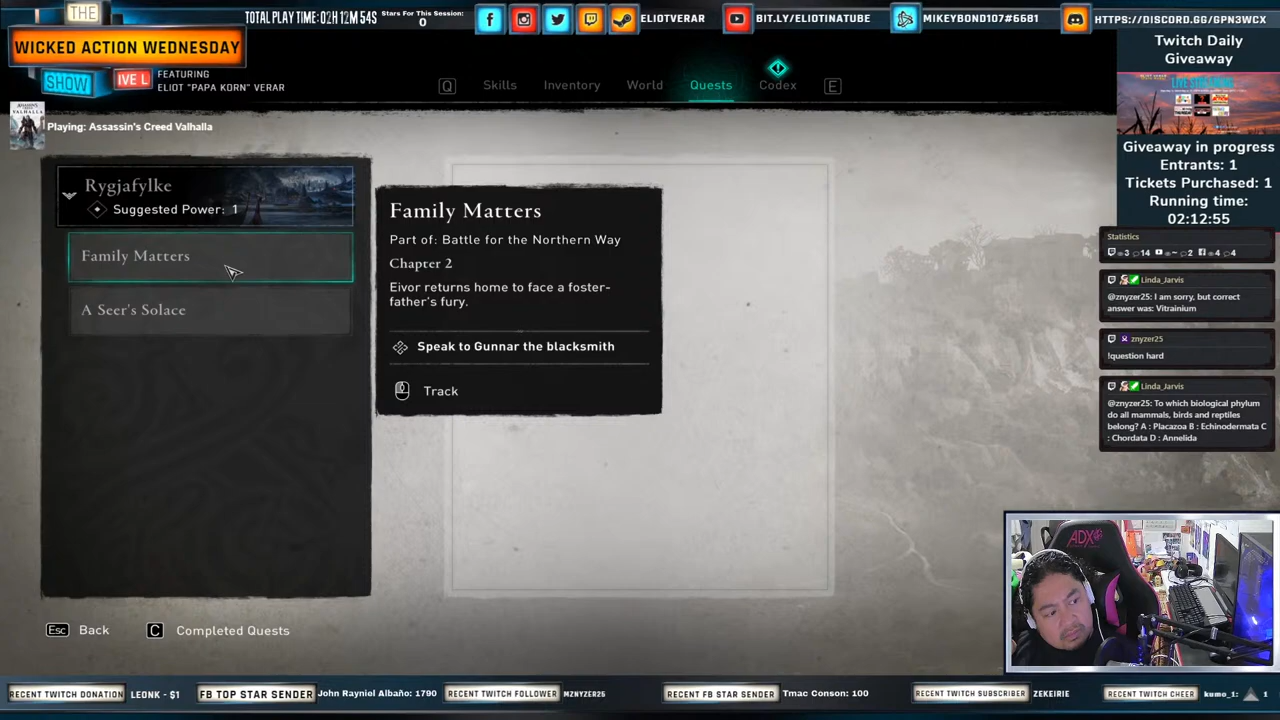 THE
WICKED ACTION WEDNESDAY
SHOW
IVE L
FEATURING
ELIOT "PAPA KORN" VERAR
TOTAL PLAY TIME: 02H 12M 54S
Stars For This Session:
0
ELIOTVERAR
BIT.LY/ELIOTINATUBE
MIKEYBOND107#6681
HTTPS://DISCORD.GG/GPN3WCX
Playing: Assassin's Creed Valhalla
Q
Skills
Inventory
World
Quests
Codex
E
Rygjafylke
Suggested Power: 1
Family Matters
A Seer's Solace
Family Matters
Part of: Battle for the Northern Way
Chapter 2
Eivor returns home to face a foster-
father's fury.
Speak to Gunnar the blacksmith
Track
Esc Back
C Completed Quests
Twitch Daily
Giveaway
Giveaway in progress
Entrants: 1
Tickets Purchased: 1
Running time:
02:12:55
Statistics
3 14 ~ 2 4 4
Linda_Jarvis
@znyzer25: I am sorry, but correct
answer was: Vitrainium
znyzer25
!question hard
Linda_Jarvis
@znyzer25: To which biological phylum
do all mammals, birds and reptiles
belong? A : Placazoa B : Echinodermata C
: Chordata D : Annelida
ADX
RECENT TWITCH DONATION
LEONK - $1
FB TOP STAR SENDER
John Rayniol Albaño: 1790
RECENT TWITCH FOLLOWER
MZNYZER25
RECENT FB STAR SENDER
Tmac Conson: 100
RECENT TWITCH SUBSCRIBER
ZEKEIRIE
RECENT TWITCH CHEER
kumo_1: 1